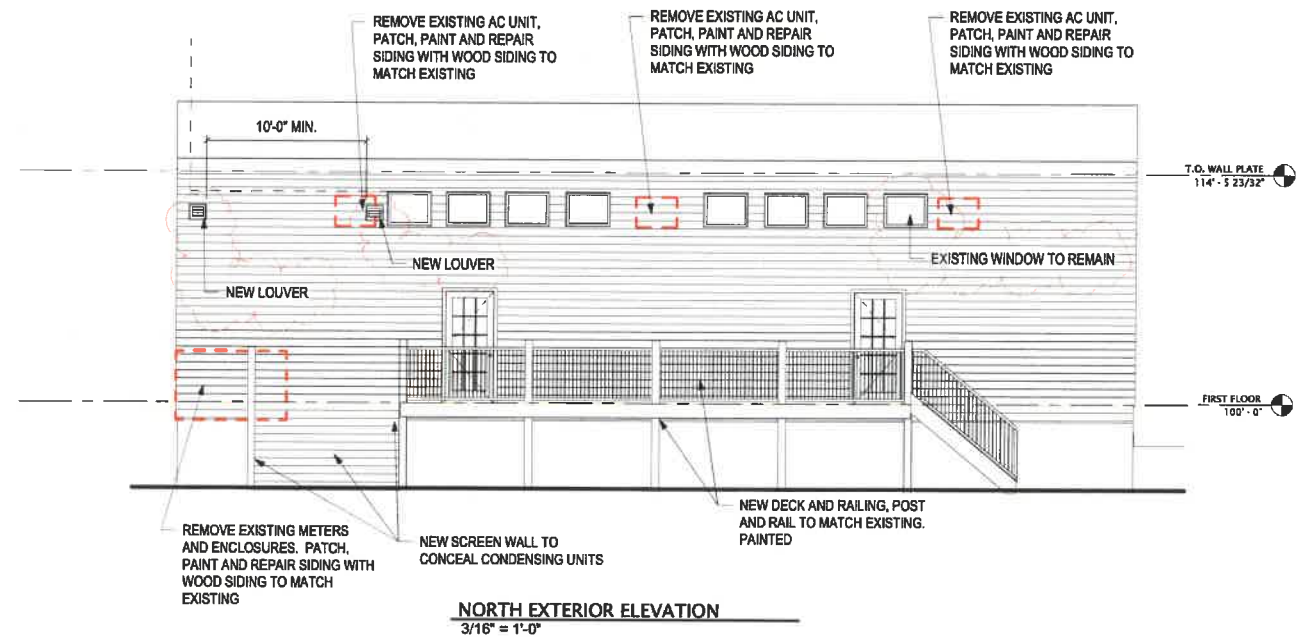 REMOVE EXISTING AC UNIT,
PATCH, PAINT AND REPAIR
SIDING WITH WOOD SIDING TO
MATCH EXISTING
REMOVE EXISTING AC UNIT,
PATCH, PAINT AND REPAIR
SIDING WITH WOOD SIDING TO
MATCH EXISTING
REMOVE EXISTING AC UNIT,
PATCH, PAINT AND REPAIR
SIDING WITH WOOD SIDING TO
MATCH EXISTING
10'-0" MIN.
T.O. WALL PLATE
114' - 5 23/32"
NEW LOUVER
EXISTING WINDOW TO REMAIN
NEW LOUVER
FIRST FLOOR
100' - 0"
REMOVE EXISTING METERS
AND ENCLOSURES. PATCH,
PAINT AND REPAIR SIDING WITH
WOOD SIDING TO MATCH
EXISTING
NEW SCREEN WALL TO
CONCEAL CONDENSING UNITS
NEW DECK AND RAILING, POST
AND RAIL TO MATCH EXISTING.
PAINTED
NORTH EXTERIOR ELEVATION
3/16" = 1'-0"